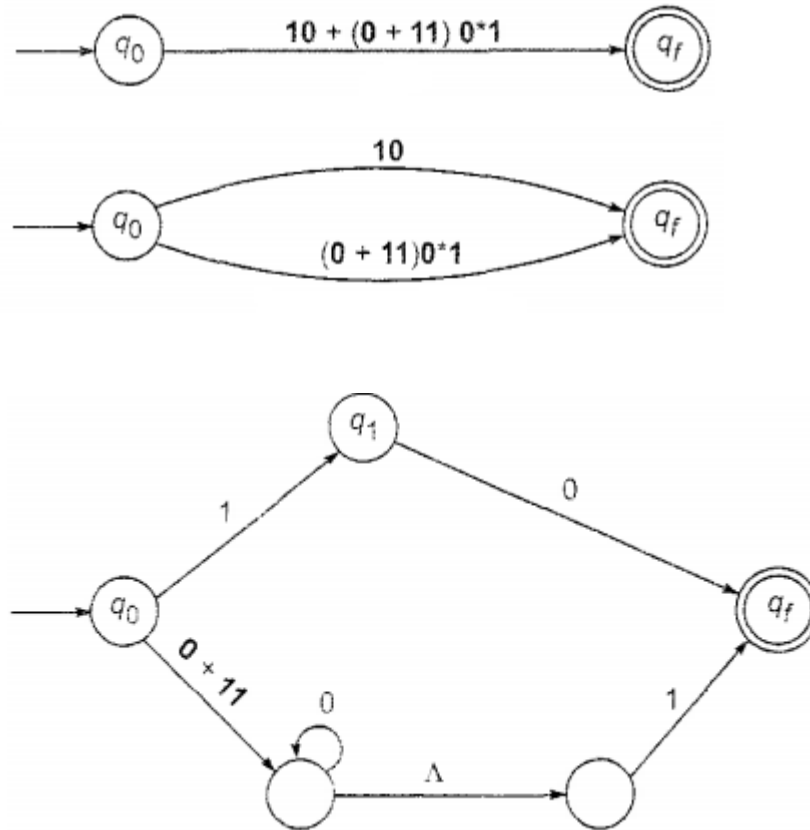 q0 10 + (0 + 11) 0*1 qf
10
q0 qf
(0 + 11)0*1
q1
1 0
q0 qf
0 + 11
0 1
Λ